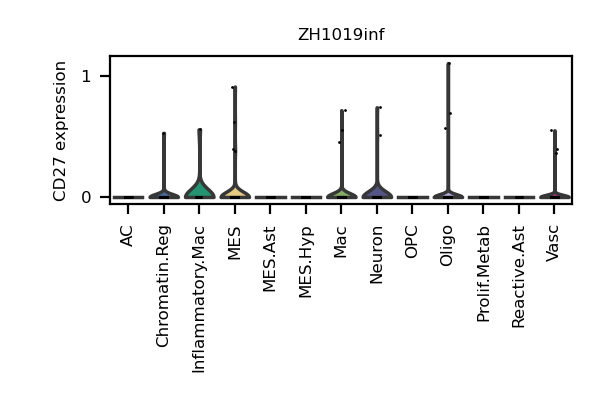 ZH1019inf
CD27 expression
1
0
AC
Chromatin.Reg
Inflammatory.Mac
MES
MES.Ast
MES.Hyp
Mac
Neuron
OPC
Oligo
Prolif.Metab
Reactive.Ast
Vasc